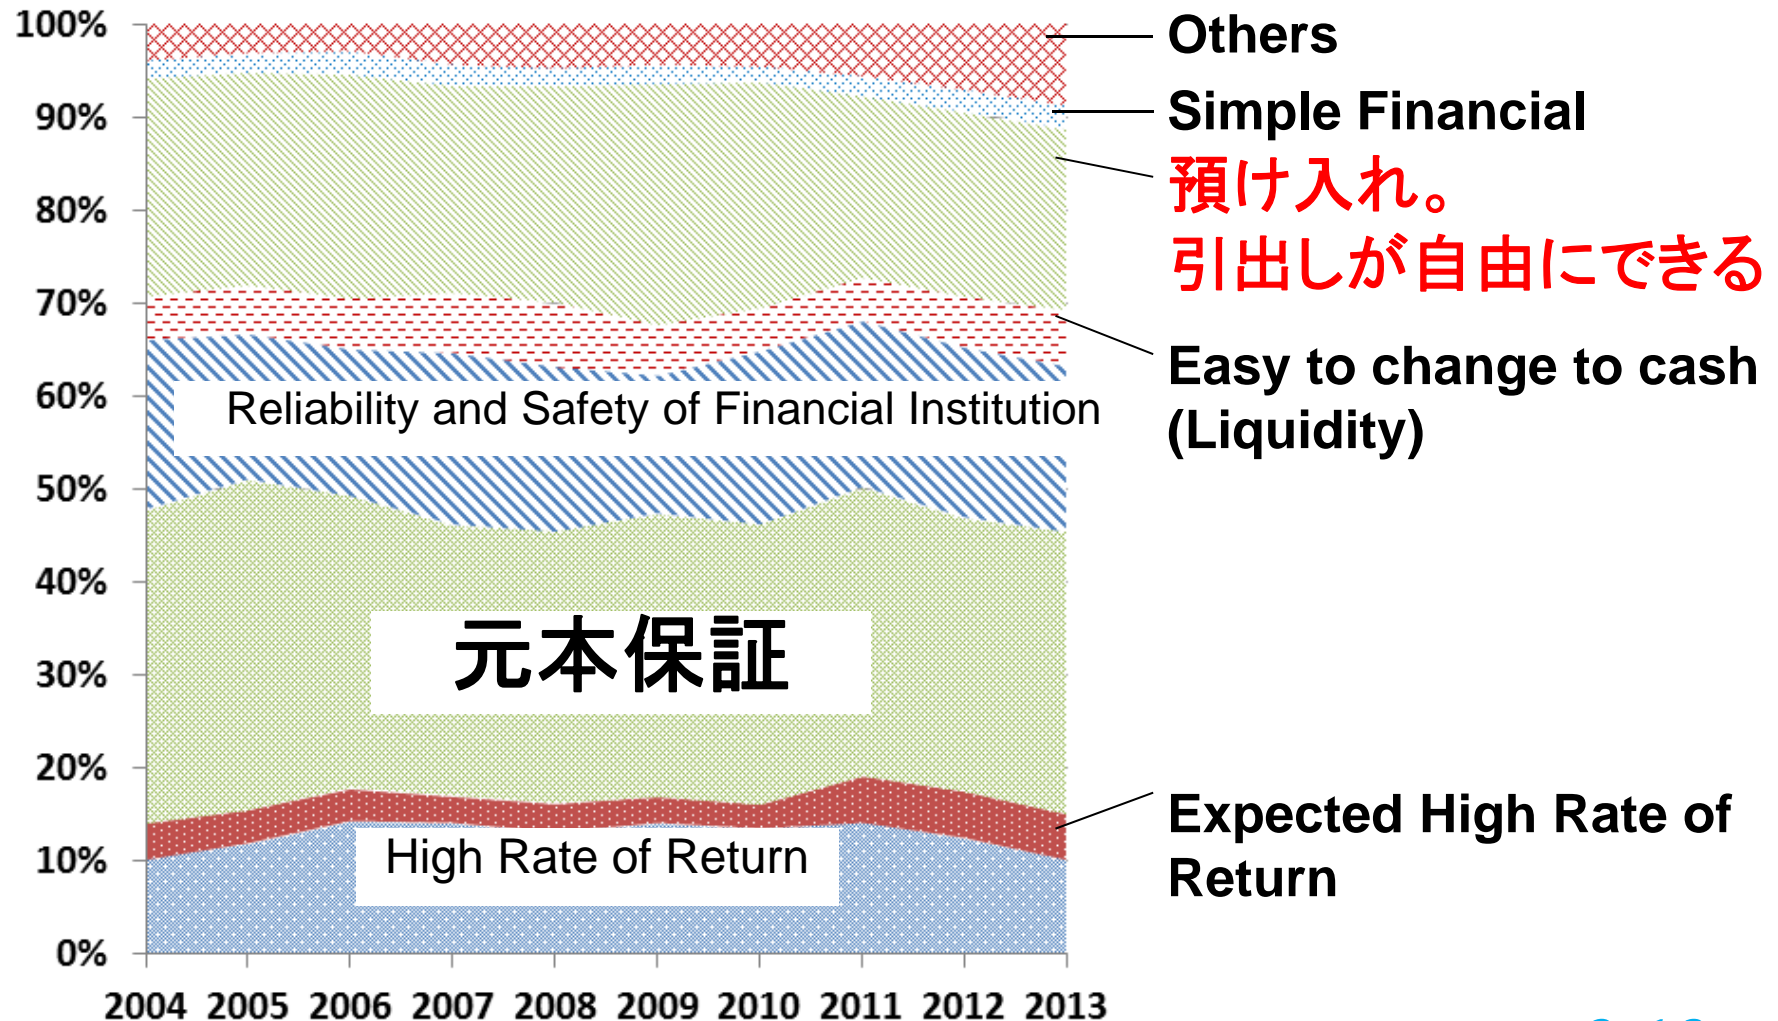 100%
90%
80%
70%
60%
50%
40%
30%
20%
10%
0%
2004 2005 2006 2007 2008 2009 2010 2011 2012 2013
Others
Simple Financial
預け入れ。
引出しが自由にできる
Easy to change to cash
(Liquidity)
Reliability and Safety of Financial Institution
元本保証
High Rate of Return
Expected High Rate of
Return